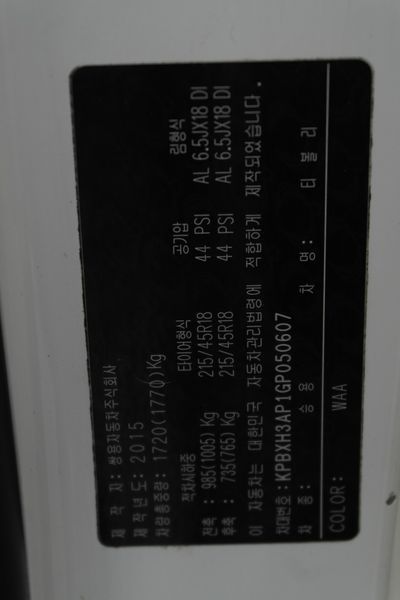 제 작 자: 쌍용자동차주식회사
제작년도: 2015
차량총중량: 1720(1770)Kg
적차시하중 타이어형식 공기압 림형식
전축 : 985(1005) Kg 215/45R18 44 PSI AL 6.5JX18 DI
후축 : 735(765) Kg 215/45R18 44 PSI AL 6.5JX18 DI
이 자동차는 대한민국 자동차관리법령에 적합하게 제작되었습니다.
차대번호: KPBXH3AP1GP050607
차 종: 승 용 차 명: 티 볼 리
COLOR: WAA